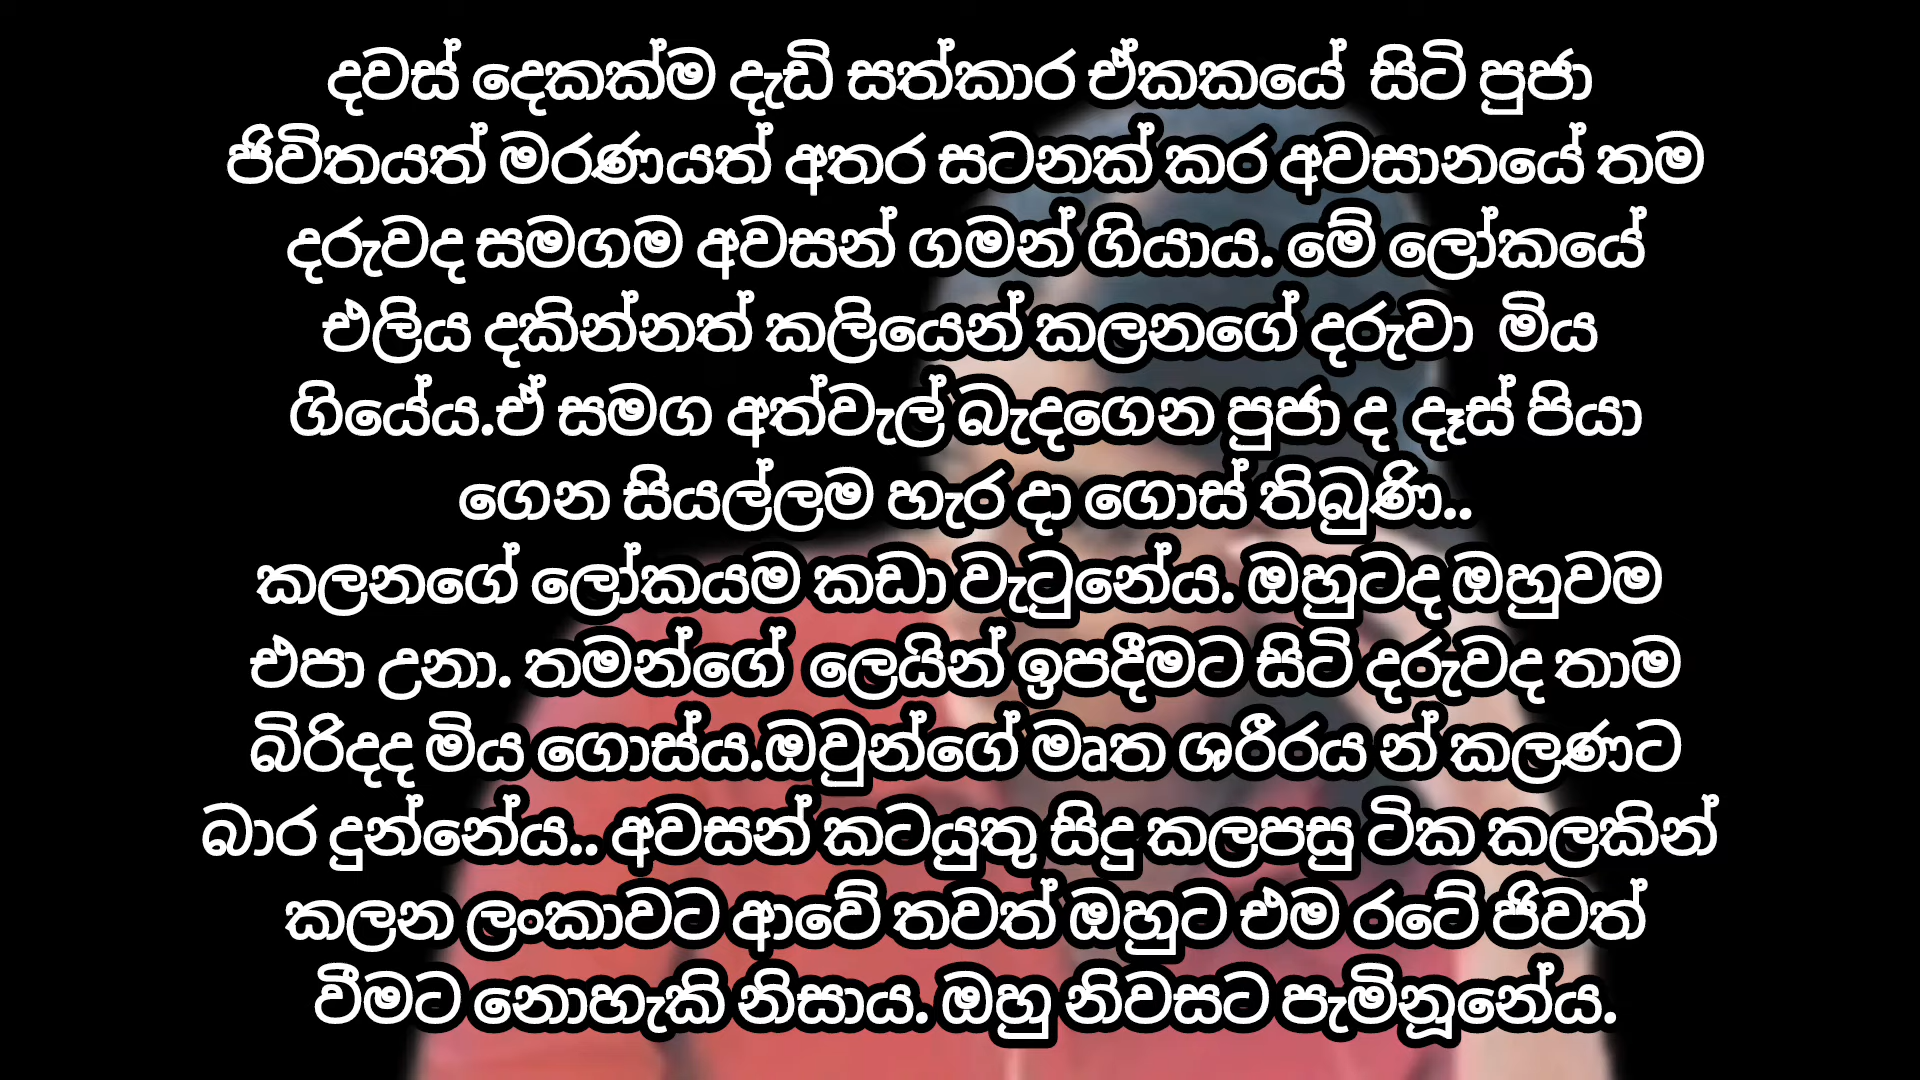 දවස් දෙකක්ම දැඩි සත්කාර ඒකකයේ සිටි පුජා
ජිවිතයත් මරණයත් අතර සටනක් කර අවසානයේ තම
දරුවද සමගම අවසන් ගමන් ගියාය. මේ ලෝකයේ
එලිය දකින්නත් කලියෙන් කලනගේ දරුවා මිය
ගියේය.ඒ සමග අත්වැල් බැදගෙන පුජා ද දෑස් පියා
ගෙන සියල්ලම හැර දා ගොස් තිබුණි..
කලනගේ ලෝකයම කඩා වැටුනේය. ඔහුටද ඔහුවම
එපා උනා. තමන්ගේ ලෙයින් ඉපදීමට සිටි දරුවද තාම
බිරිදද මිය ගොස්ය.ඔවුන්ගේ මෘත ශරීරය න් කලණට
බාර දුන්නේය.. අවසන් කටයුතු සිදු කලපසු ටික කලකින්
කලන ලංකාවට ආවේ තවත් ඔහුට එම රටේ ජිවත්
වීමට නොහැකි නිසාය. ඔහු නිවසට පැමිනූනේය.